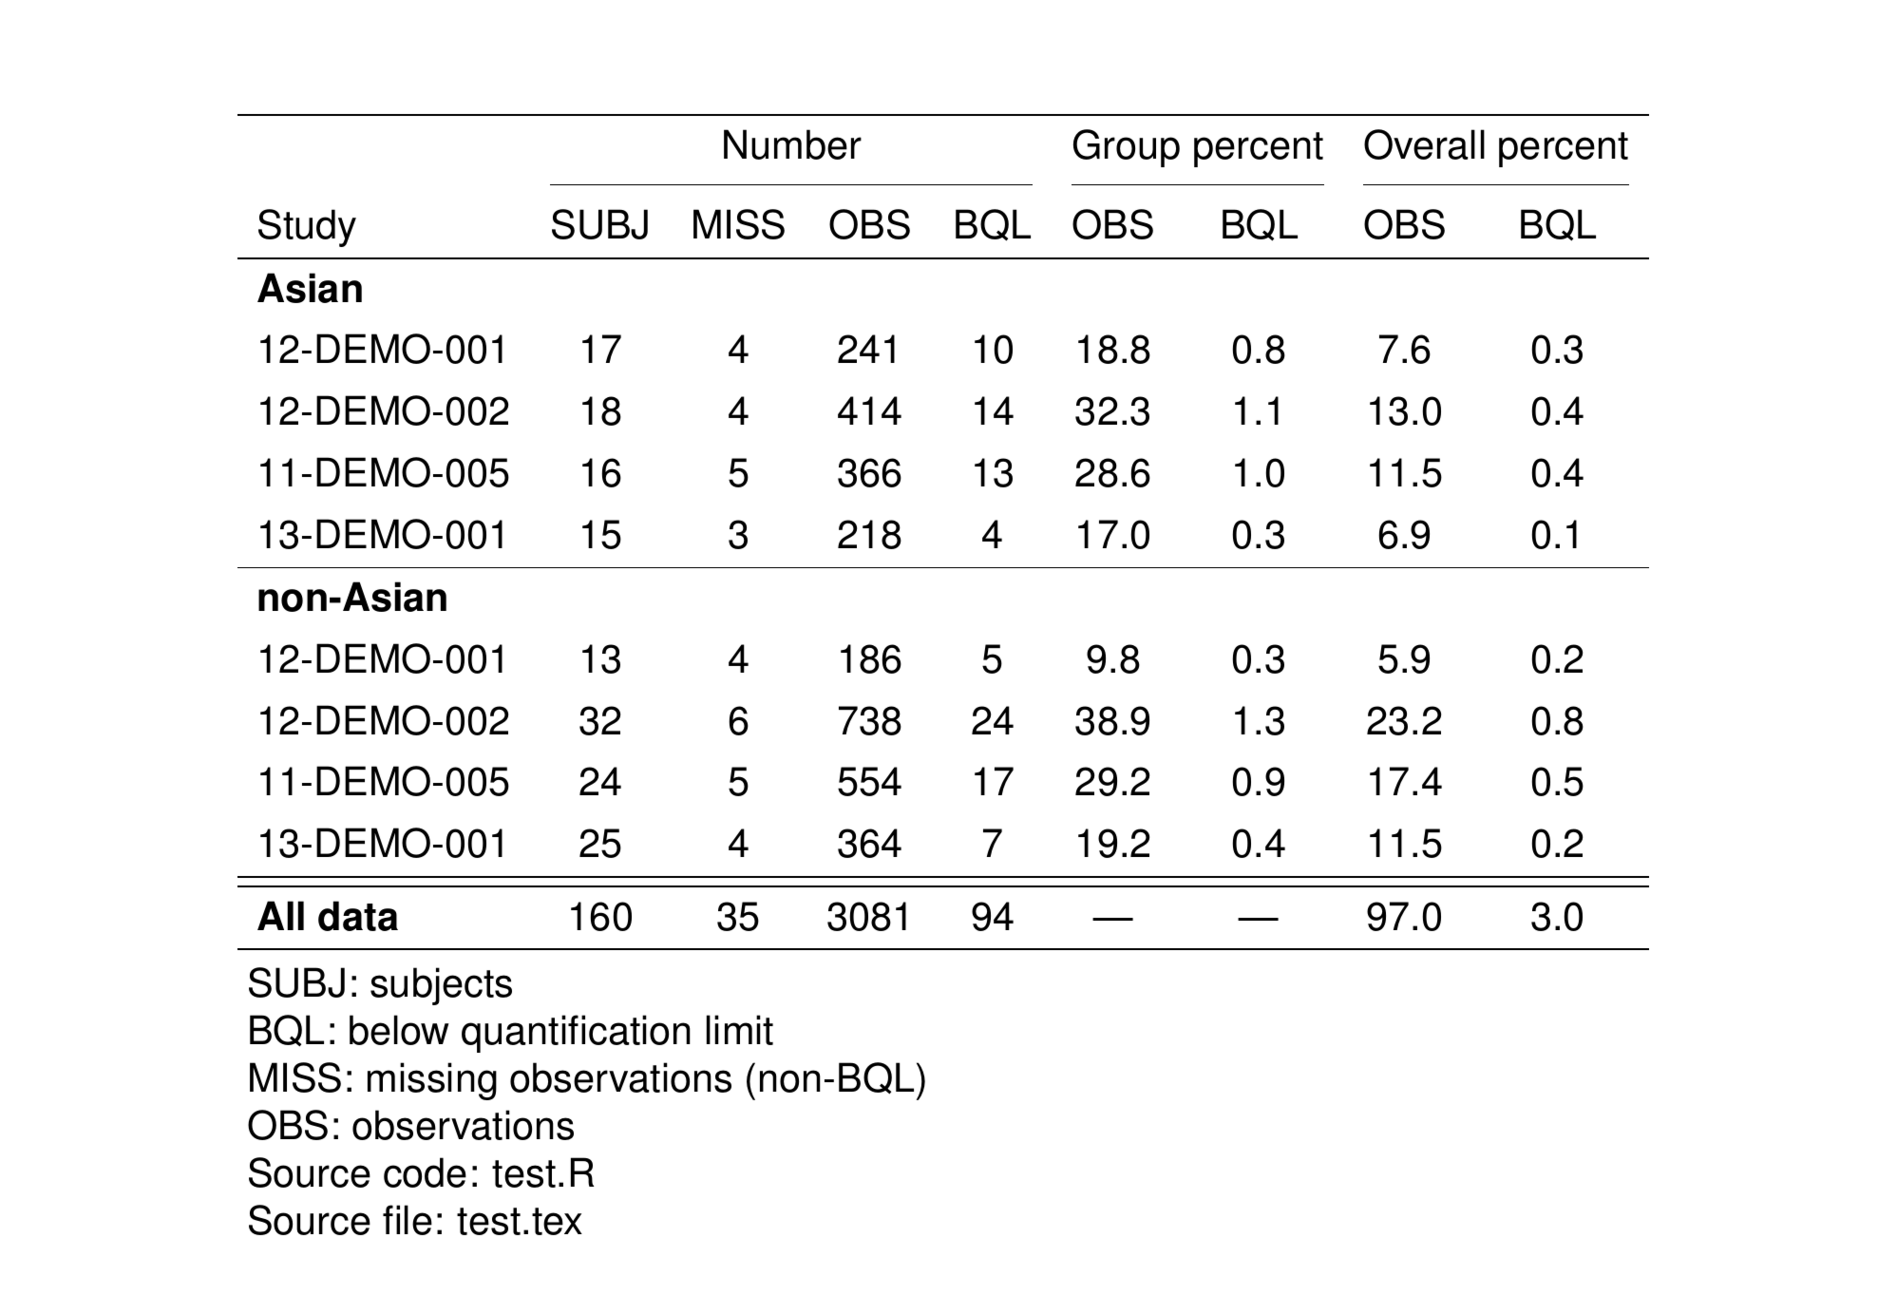 Number Group percent Overall percent
Study SUBJ MISS OBS BQL OBS BQL OBS BQL
Asian
12-DEMO-001 17 4 241 10 18.8 0.8 7.6 0.3
12-DEMO-002 18 4 414 14 32.3 1.1 13.0 0.4
11-DEMO-005 16 5 366 13 28.6 1.0 11.5 0.4
13-DEMO-001 15 3 218 4 17.0 0.3 6.9 0.1
non-Asian
12-DEMO-001 13 4 186 5 9.8 0.3 5.9 0.2
12-DEMO-002 32 6 738 24 38.9 1.3 23.2 0.8
11-DEMO-005 24 5 554 17 29.2 0.9 17.4 0.5
13-DEMO-001 25 4 364 7 19.2 0.4 11.5 0.2
All data 160 35 3081 94 — — 97.0 3.0
SUBJ: subjects
BQL: below quantification limit
MISS: missing observations (non-BQL)
OBS: observations
Source code: test.R
Source file: test.tex